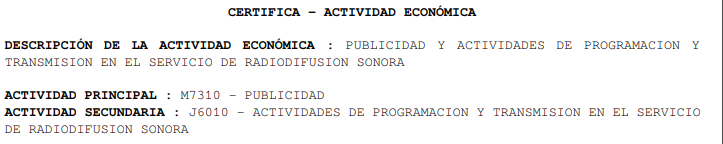 CERTIFICA - ACTIVIDAD ECONÓMICA
DESCRIPCIÓN DE LA ACTIVIDAD ECONÓMICA : PUBLICIDAD Y ACTIVIDADES DE PROGRAMACION Y
TRANSMISION EN EL SERVICIO DE RADIODIFUSION SONORA
ACTIVIDAD PRINCIPAL : M7310 - PUBLICIDAD
ACTIVIDAD SECUNDARIA : J6010 - ACTIVIDADES DE PROGRAMACION Y TRANSMISION EN EL SERVICIO
DE RADIODIFUSION SONORA